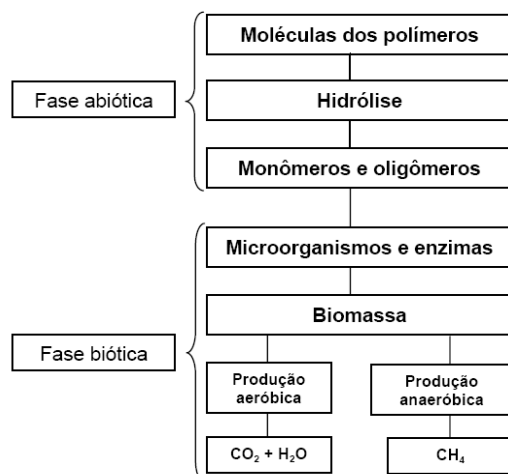 Moléculas dos polímeros
Fase abiótica
Hidrólise
Monômeros e oligômeros
Microorganismos e enzimas
Biomassa
Fase biótica
Produção
aeróbica
Produção
anaeróbica
CO₂ + H₂O
CH₄